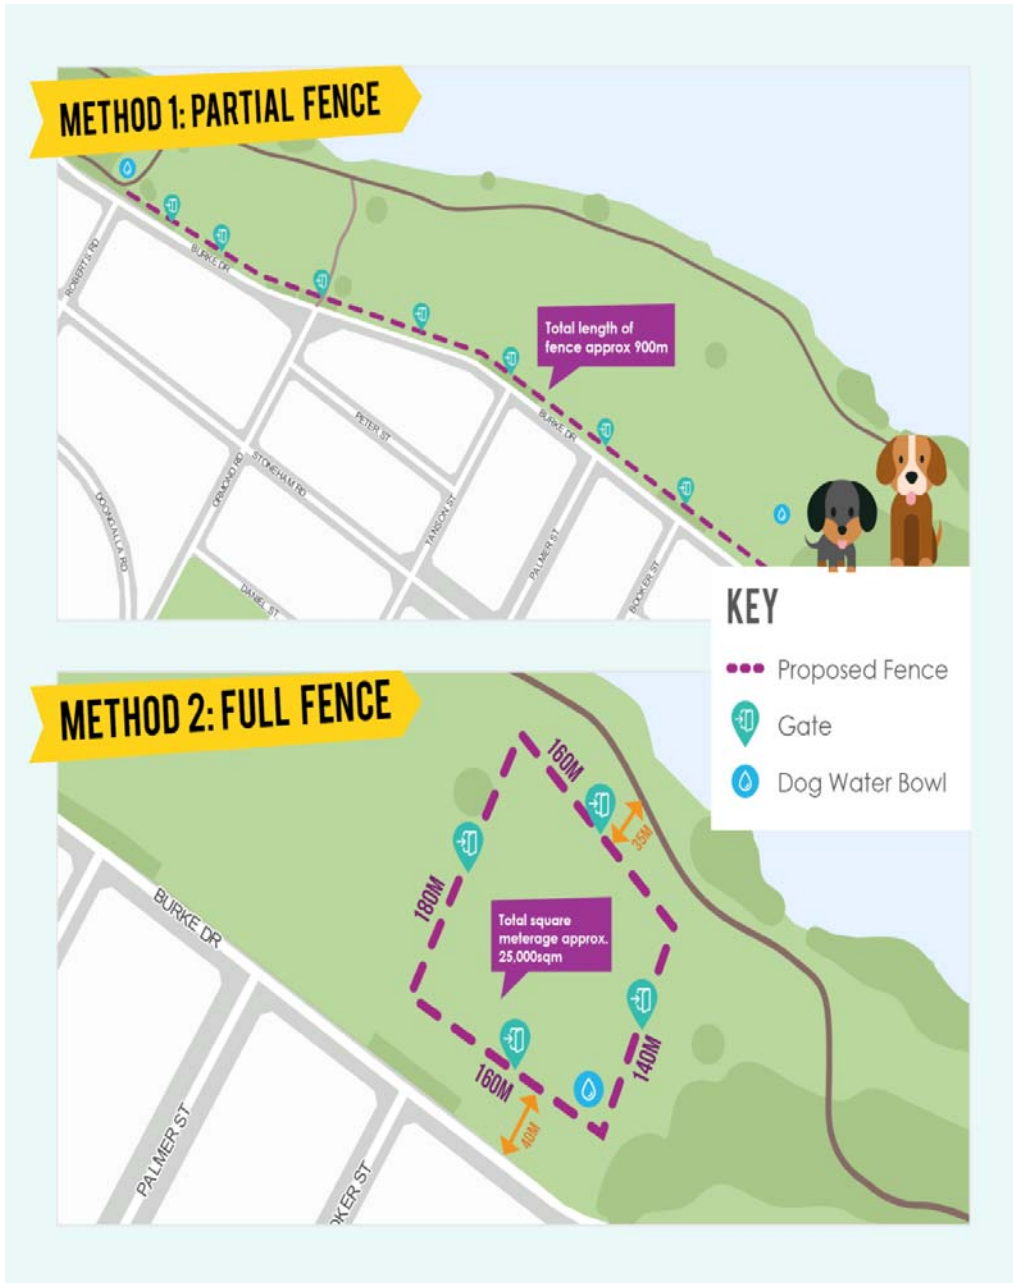 METHOD 1: PARTIAL FENCE
ROBERTS RD
BURKE DR
Total length of
fence approx 900m
BURKE DR
PETER ST
STONEHAM RD
ORMOND RD
DOONGALLA RD
TANSON ST
PALMER ST
BOOKER ST
DANIEL ST
KEY
Proposed Fence
Gate
Dog Water Bowl
METHOD 2: FULL FENCE
160M
35M
180M
Total square
meterage approx.
25,000sqm
BURKE DR
140M
160M
40M
PALMER ST
OKER ST